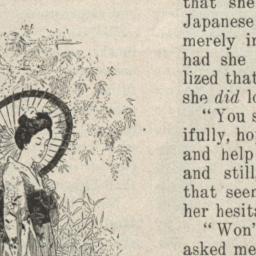 that she
Japanese
merely in
had she
lized that
she did lo
"You s
ifully, ho
and help
and still
that seem
her hesita
"Won'
asked me